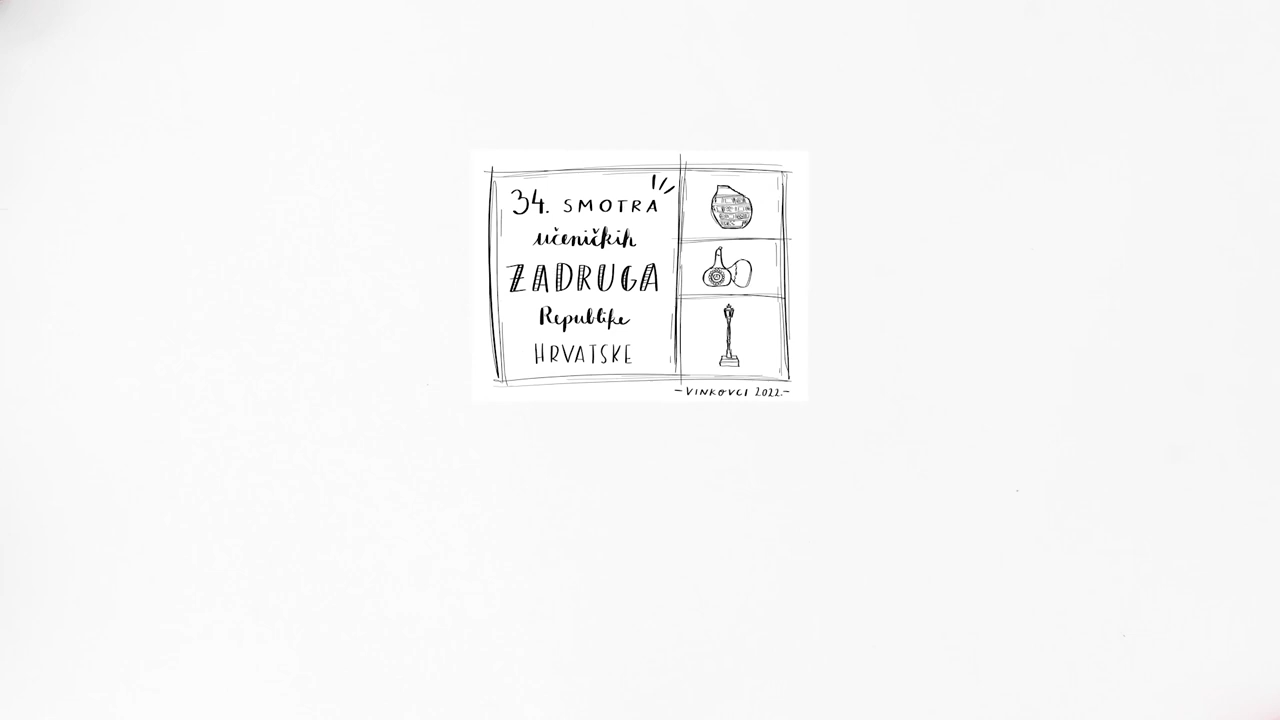 34. SMOTRA
učeničkih
ZADRUGA
Republike
HRVATSKE
-VINKOVCI 2022.-